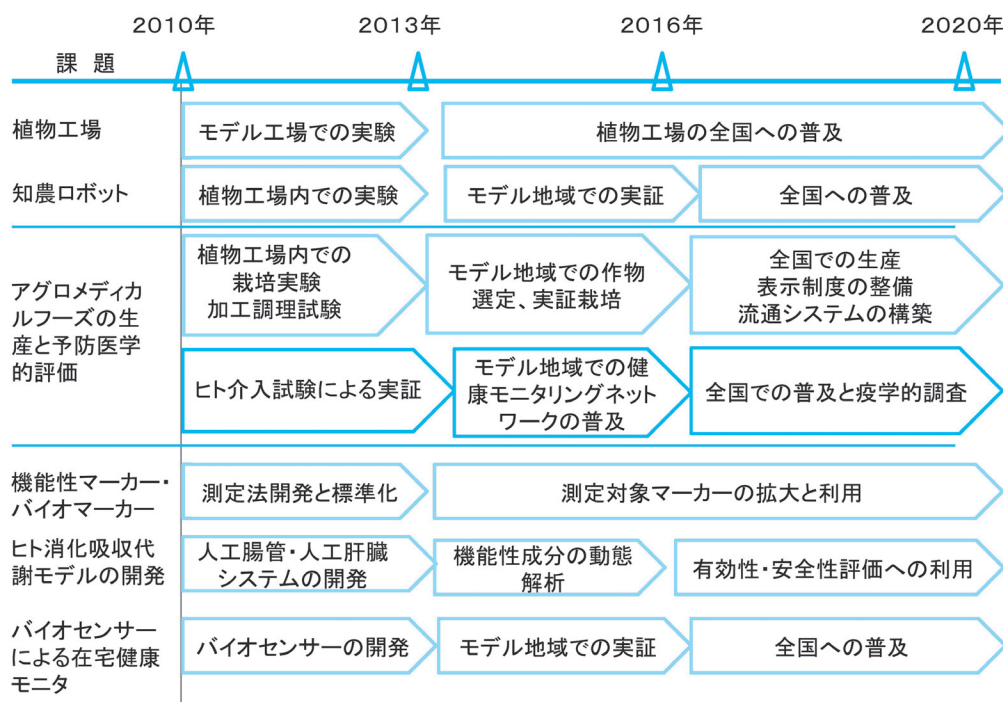 2010年
2013年
2016年
2020年
課 題
植物工場
モデル工場での実験
植物工場の全国への普及
知農ロボット
植物工場内での実験
モデル地域での実証
全国への普及
アグロメディカ
ルフーズの生
産と予防医学
的評価
植物工場内での
栽培実験
加工調理試験
モデル地域での作物
選定、実証栽培
全国での生産
表示制度の整備
流通システムの構築
ヒト介入試験による実証
モデル地域での健
康モニタリングネット
ワークの普及
全国での普及と疫学的調査
機能性マーカー・
バイオマーカー
測定法開発と標準化
測定対象マーカーの拡大と利用
ヒト消化吸収代
謝モデルの開発
人工腸管・人工肝臓
システムの開発
機能性成分の動態
解析
有効性・安全性評価への利用
バイオセンサー
による在宅健康
モニタ
バイオセンサーの開発
モデル地域での実証
全国への普及